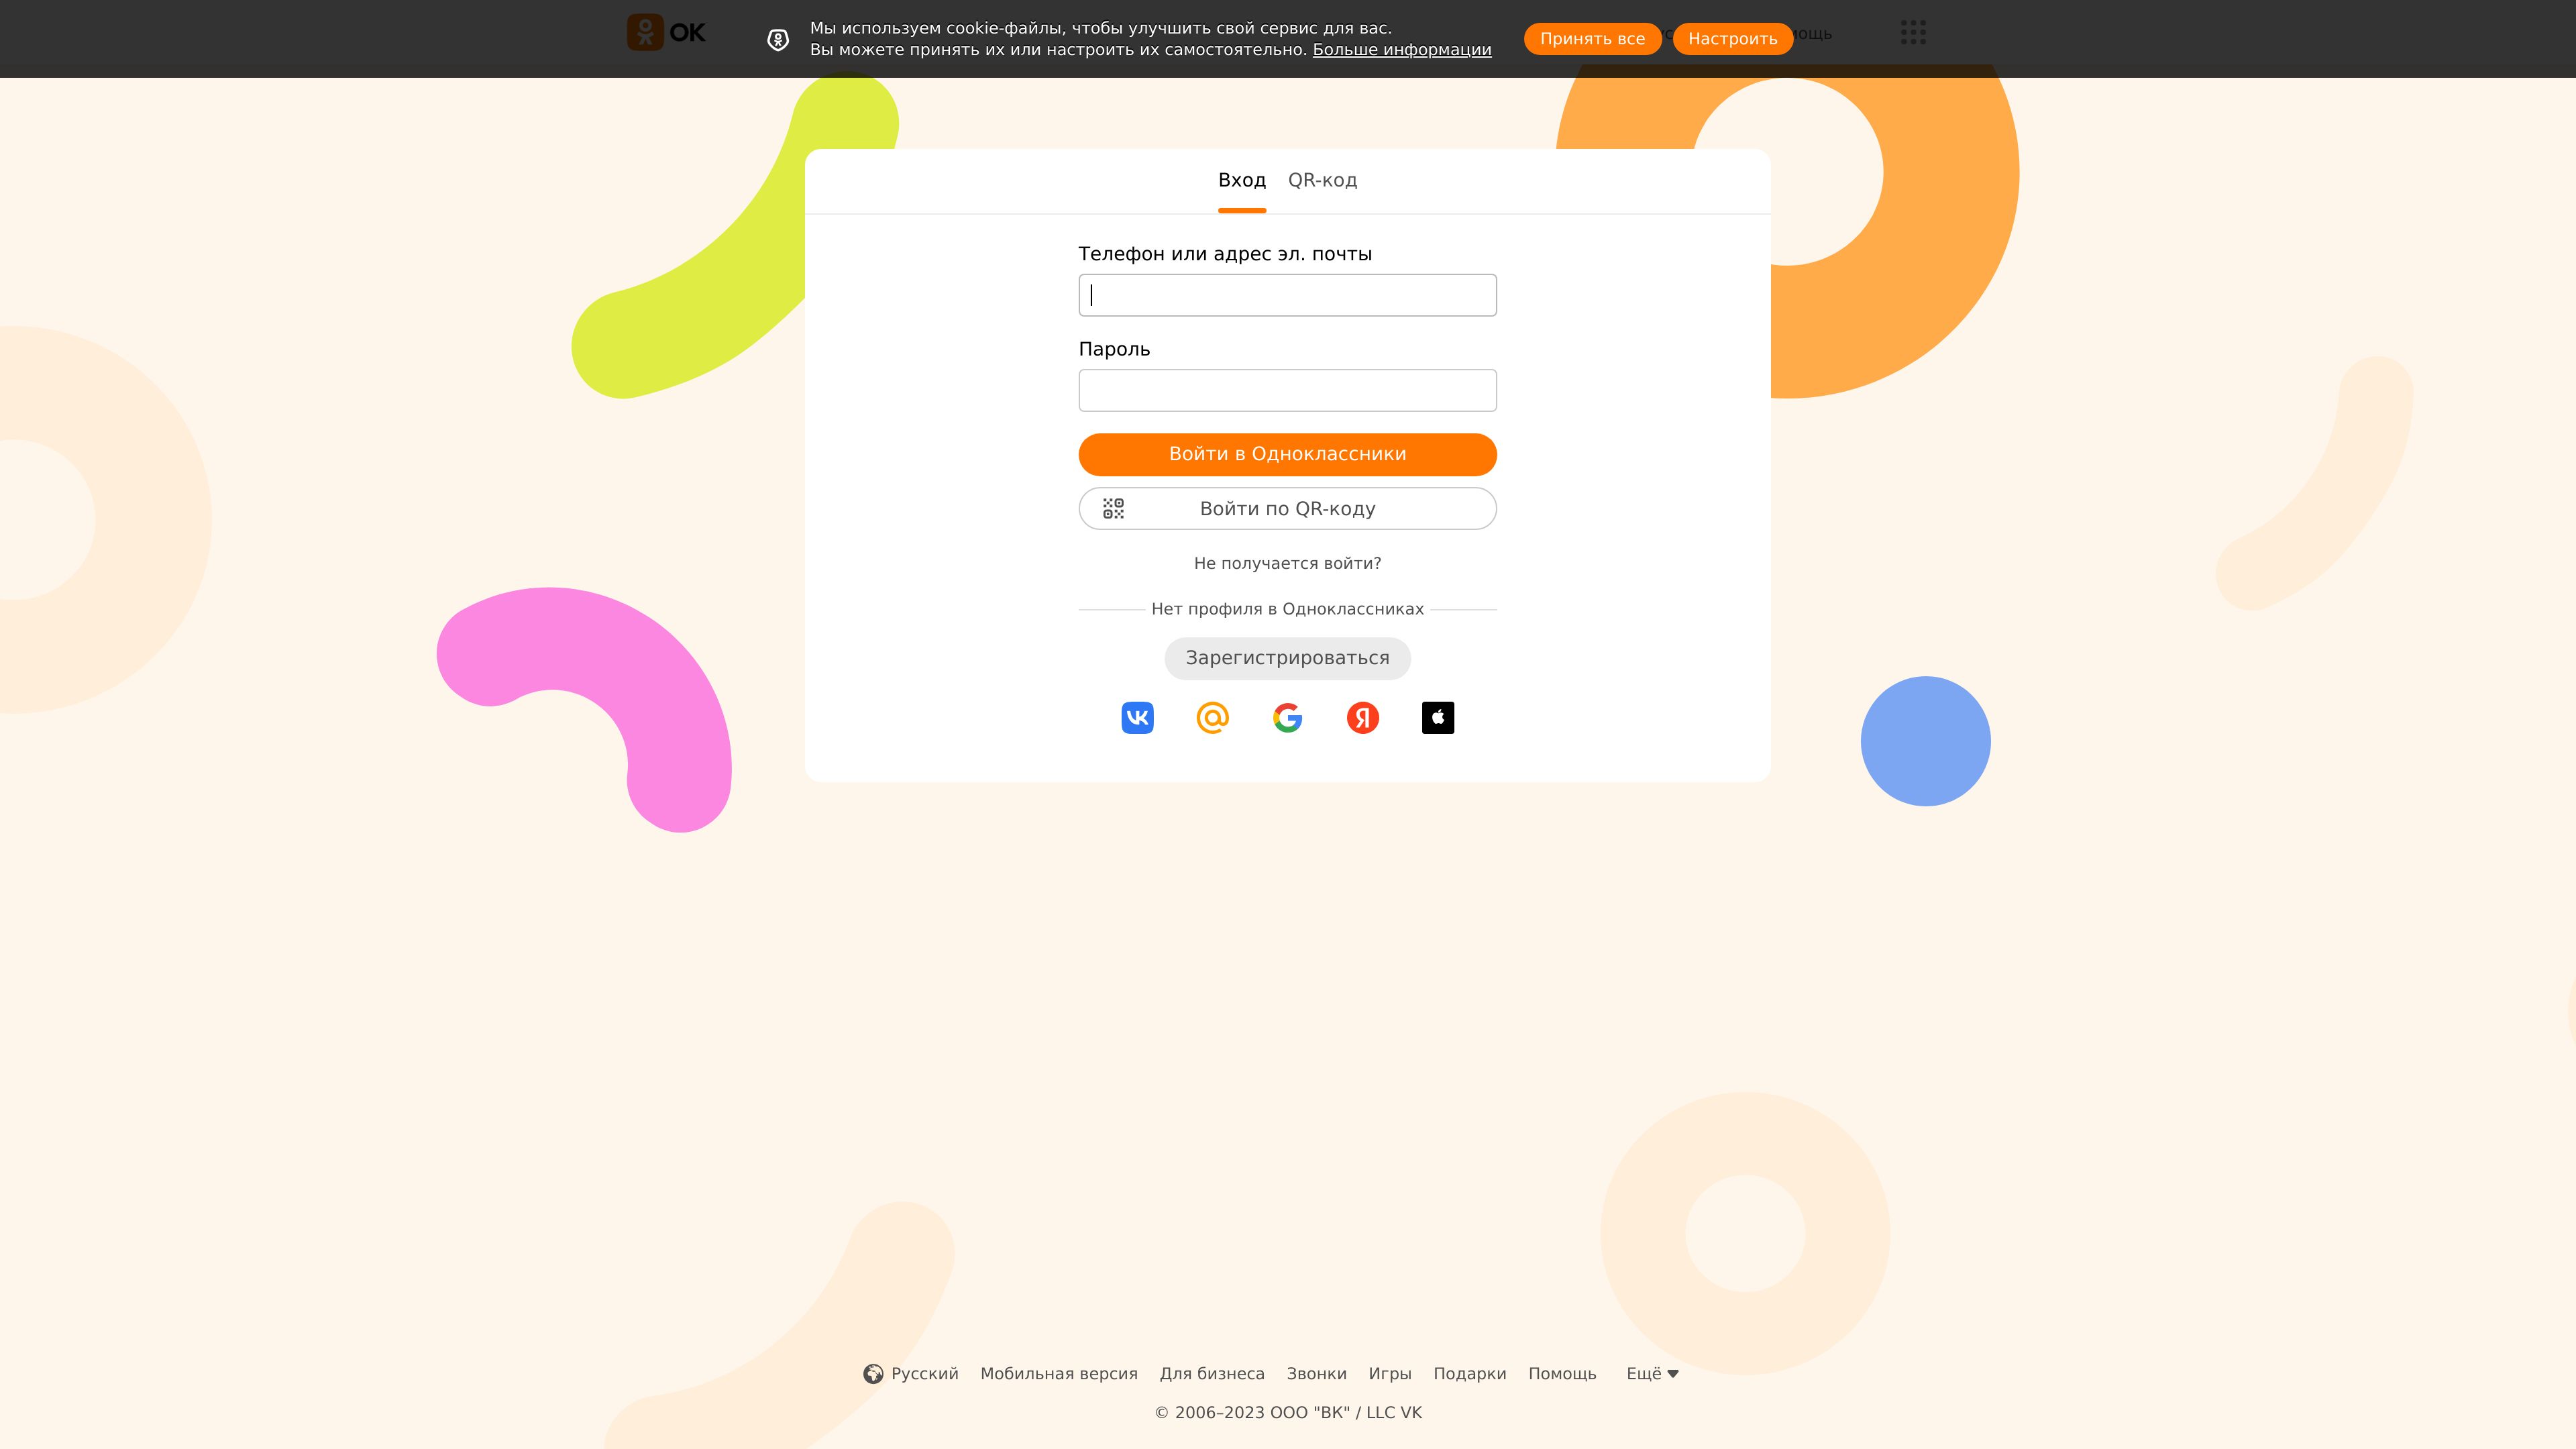 OK
Мы используем cookie-файлы, чтобы улучшить свой сервис для вас.
Вы можете принять их или настроить их самостоятельно. Больше информации
Принять все
Настроить
Вход
QR-код
Телефон или адрес эл. почты
Пароль
Войти в Одноклассники
Войти по QR-коду
Не получается войти?
Нет профиля в Одноклассниках
Зарегистрироваться
Русский
Мобильная версия
Для бизнеса
Звонки
Игры
Подарки
Помощь
Ещё
© 2006–2023 ООО "ВК" / LLC VK